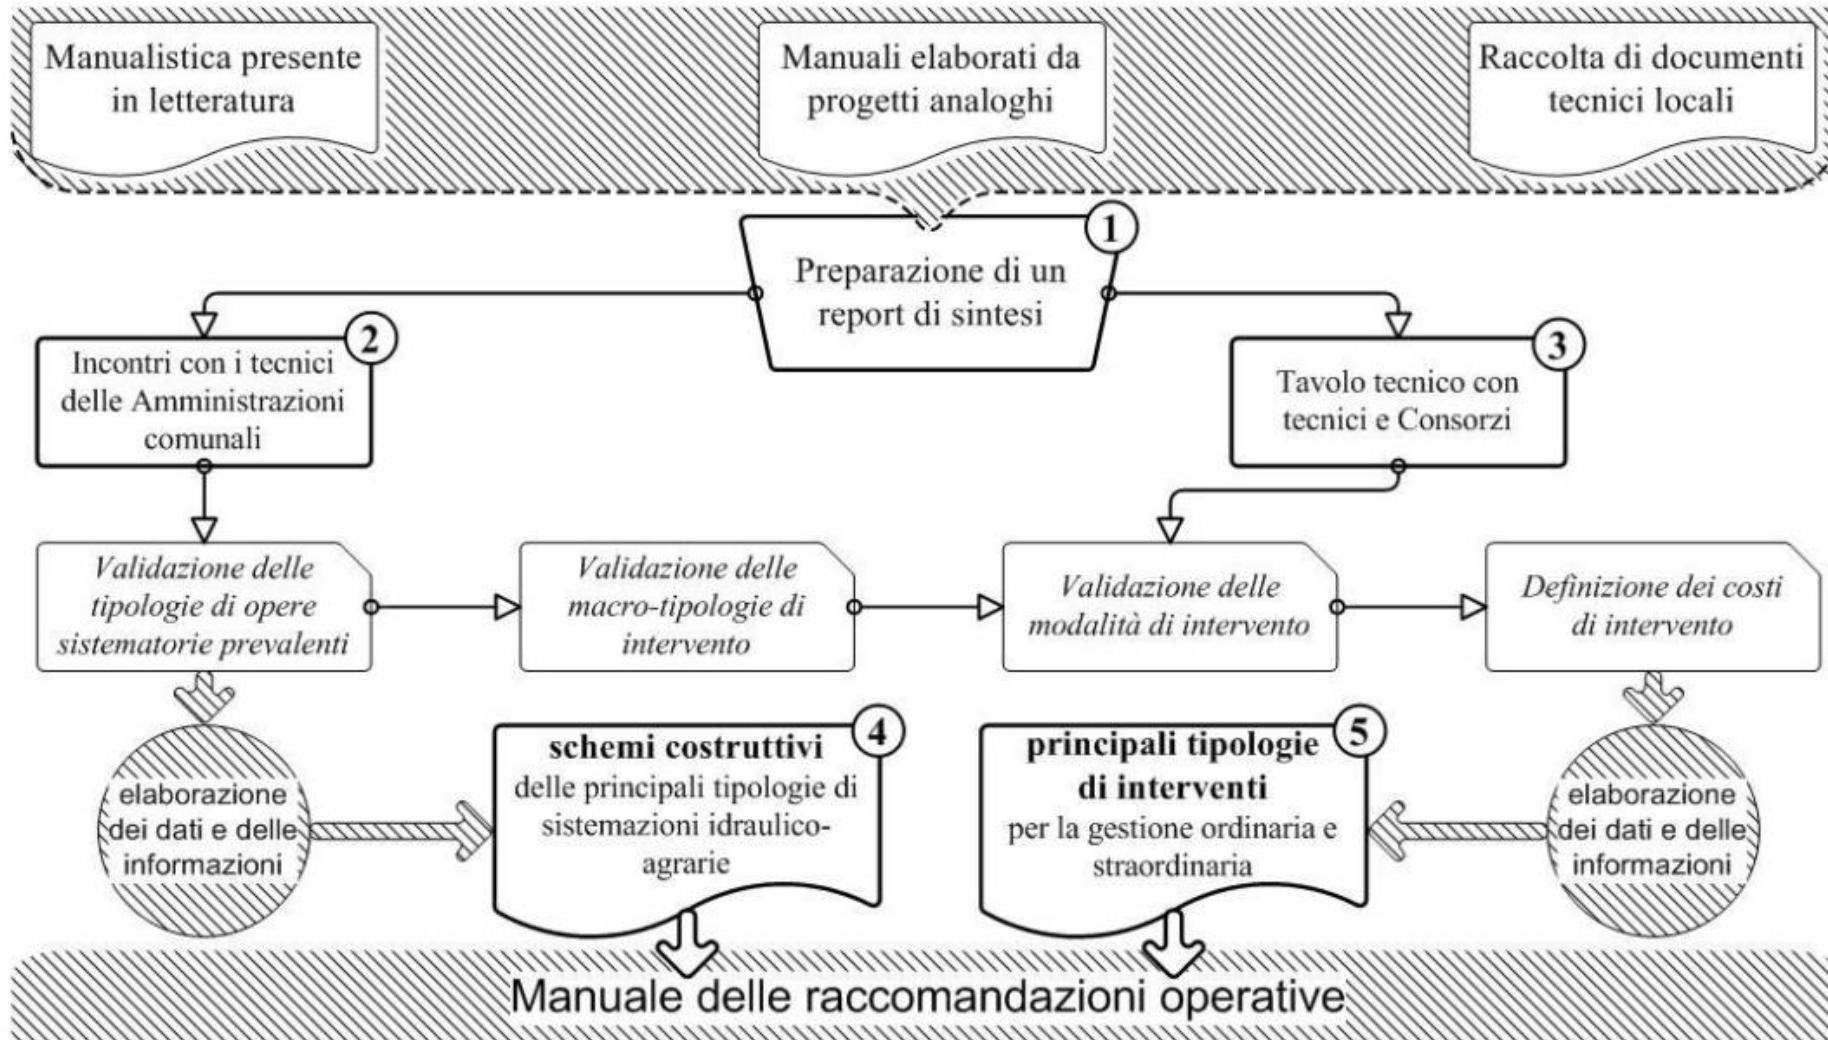 Manualistica presente
in letteratura
Manuali elaborati da
progetti analoghi
Raccolta di documenti
tecnici locali
1
Preparazione di un
report di sintesi
2
Incontri con i tecnici
delle Amministrazioni
comunali
3
Tavolo tecnico con
tecnici e Consorzi
Validazione delle
tipologie di opere
sistematorie prevalenti
Validazione delle
macro-tipologie di
intervento
Validazione delle
modalità di intervento
Definizione dei costi
di intervento
elaborazione
dei dati e delle
informazioni
4
schemi costruttivi
delle principali tipologie di
sistemazioni idraulico-
agrarie
5
principali tipologie
di interventi
per la gestione ordinaria e
straordinaria
elaborazione
dei dati e delle
informazioni
Manuale delle raccomandazioni operative